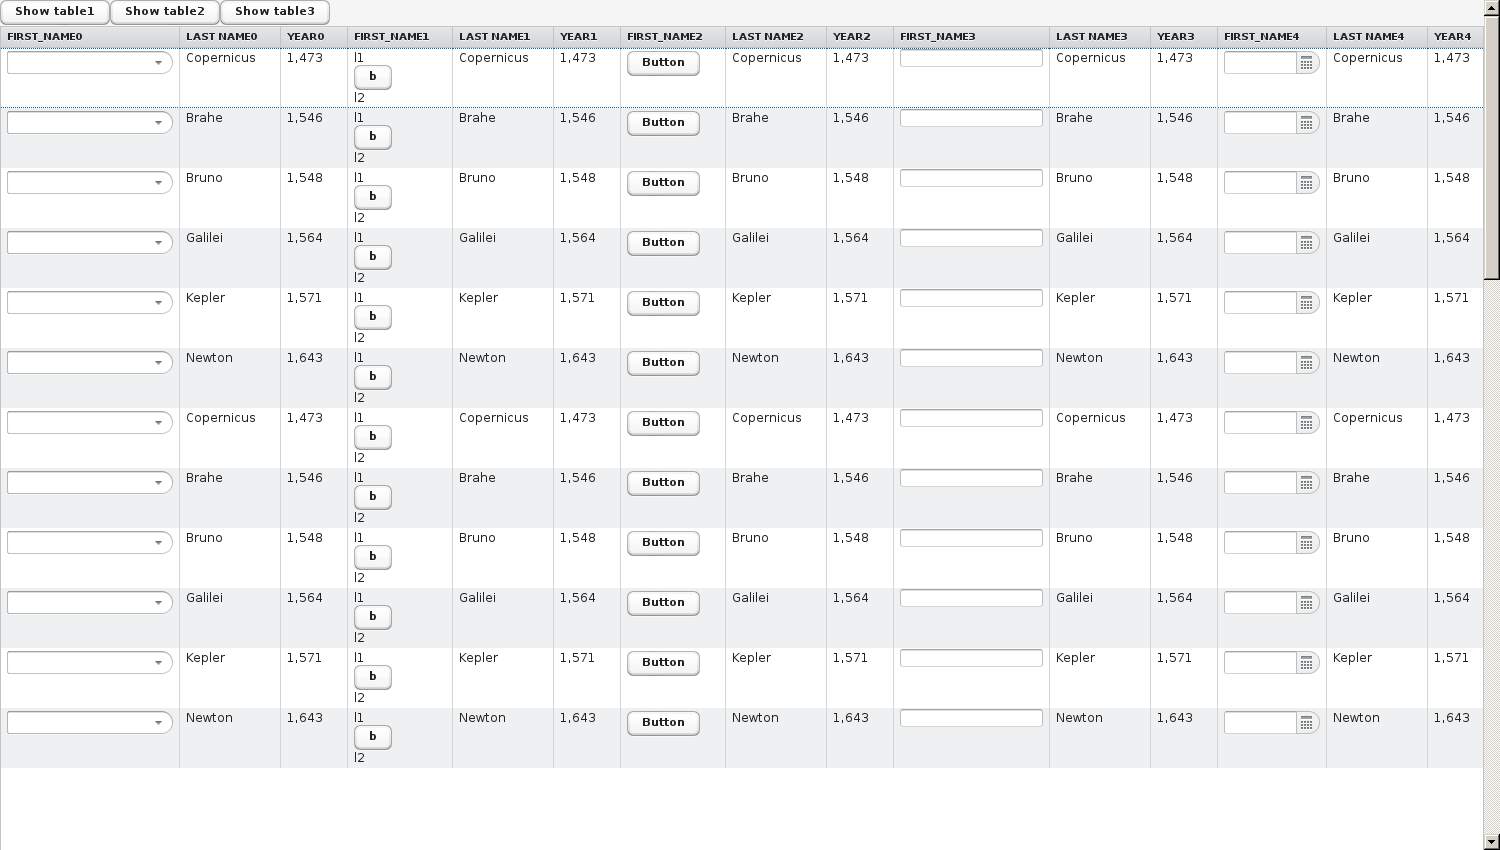 Show table1 Show table2 Show table3
FIRST_NAME0 LAST NAME0 YEAR0 FIRST_NAME1 LAST NAME1 YEAR1 FIRST_NAME2 LAST NAME2 YEAR2 FIRST_NAME3 LAST NAME3 YEAR3 FIRST_NAME4 LAST NAME4 YEAR4
Copernicus 1,473 l1 Copernicus 1,473 Button Copernicus 1,473 Copernicus 1,473 Copernicus 1,473
b
l2
Brahe 1,546 l1 Brahe 1,546 Button Brahe 1,546 Brahe 1,546 Brahe 1,546
b
l2
Bruno 1,548 l1 Bruno 1,548 Button Bruno 1,548 Bruno 1,548 Bruno 1,548
b
l2
Galilei 1,564 l1 Galilei 1,564 Button Galilei 1,564 Galilei 1,564 Galilei 1,564
b
l2
Kepler 1,571 l1 Kepler 1,571 Button Kepler 1,571 Kepler 1,571 Kepler 1,571
b
l2
Newton 1,643 l1 Newton 1,643 Button Newton 1,643 Newton 1,643 Newton 1,643
b
l2
Copernicus 1,473 l1 Copernicus 1,473 Button Copernicus 1,473 Copernicus 1,473 Copernicus 1,473
b
l2
Brahe 1,546 l1 Brahe 1,546 Button Brahe 1,546 Brahe 1,546 Brahe 1,546
b
l2
Bruno 1,548 l1 Bruno 1,548 Button Bruno 1,548 Bruno 1,548 Bruno 1,548
b
l2
Galilei 1,564 l1 Galilei 1,564 Button Galilei 1,564 Galilei 1,564 Galilei 1,564
b
l2
Kepler 1,571 l1 Kepler 1,571 Button Kepler 1,571 Kepler 1,571 Kepler 1,571
b
l2
Newton 1,643 l1 Newton 1,643 Button Newton 1,643 Newton 1,643 Newton 1,643
b
l2